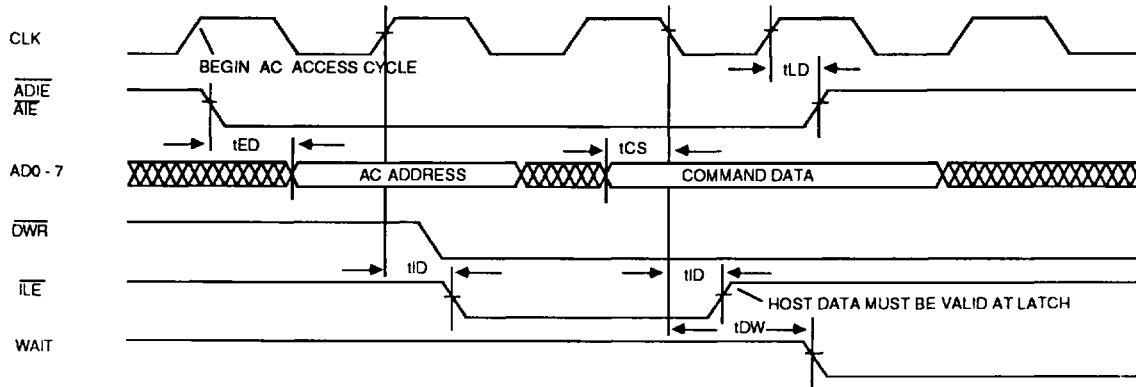 CLK
BEGIN AC ACCESS CYCLE
tLD
ADIE
AIE
tED
tCS
AD0 - 7
AC ADDRESS
COMMAND DATA
DWR
tID
tID
ILE
HOST DATA MUST BE VALID AT LATCH
tDW
WAIT